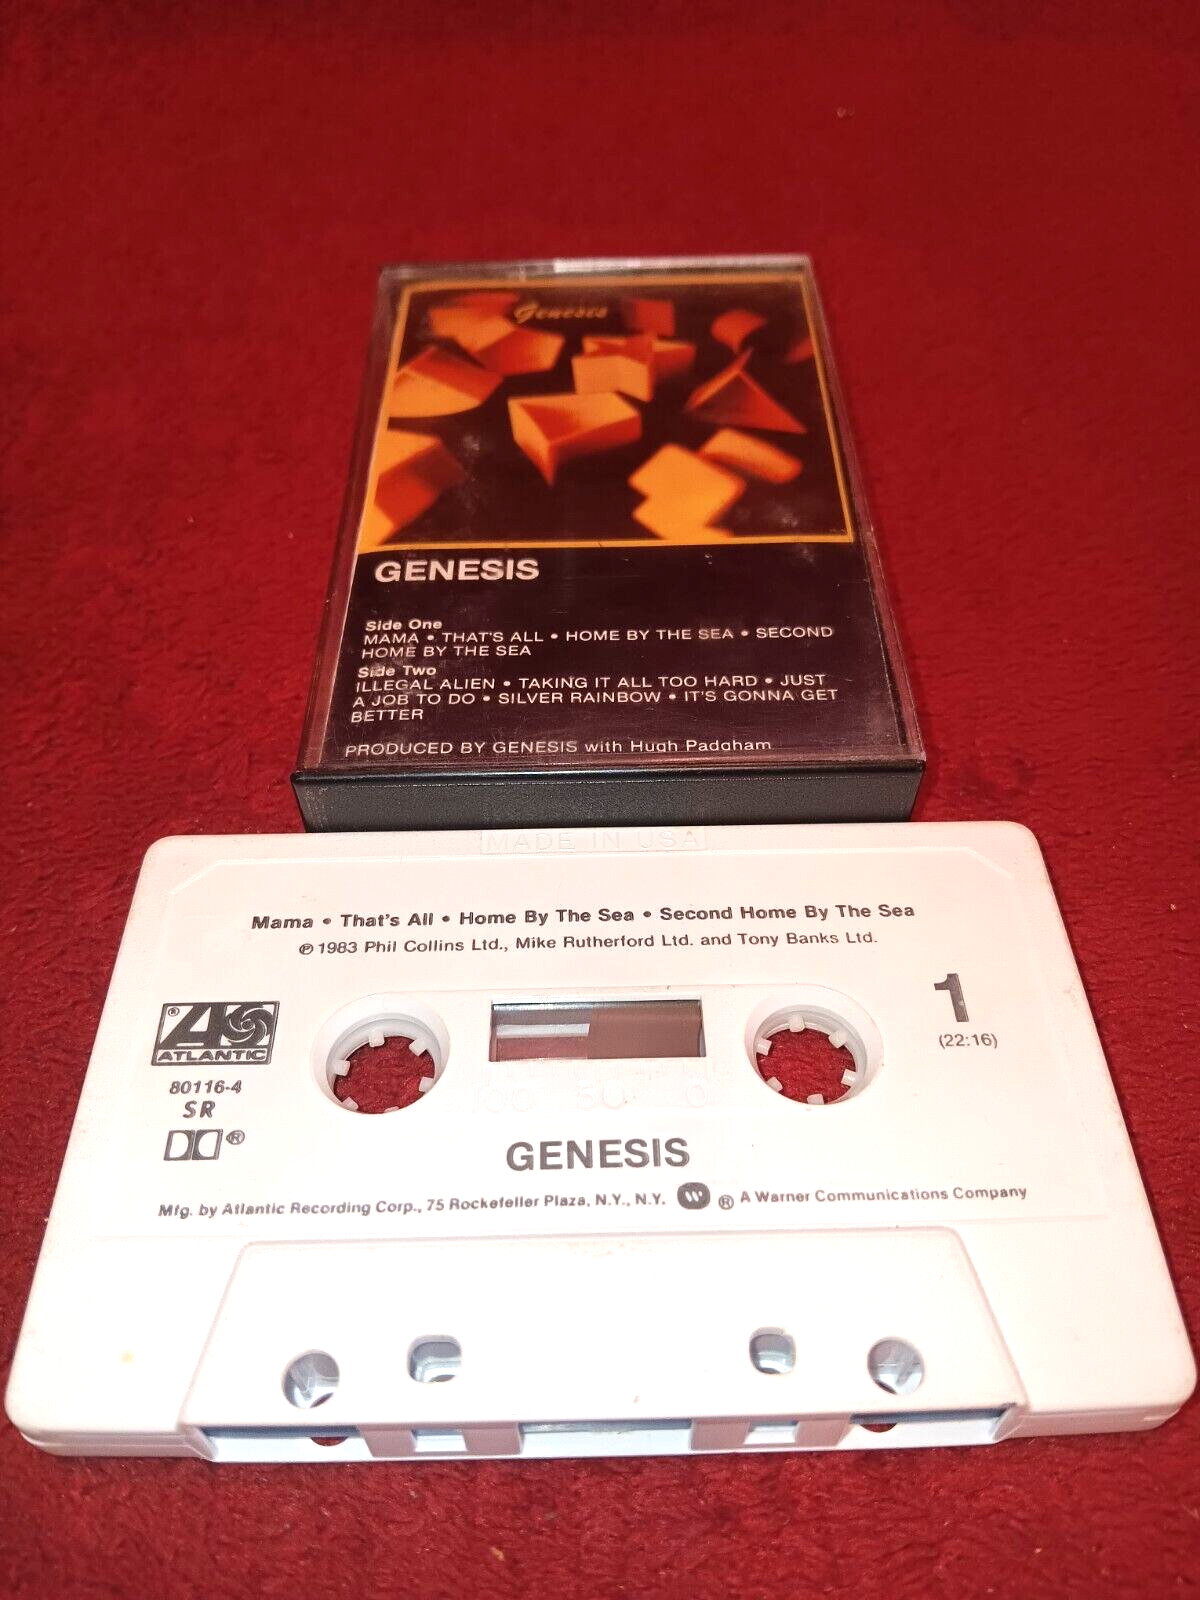 Genesis
GENESIS
Side One
MAMA • THAT'S ALL • HOME BY THE SEA • SECOND
HOME BY THE SEA
Side Two
ILLEGAL ALIEN • TAKING IT ALL TOO HARD • JUST
A JOB TO DO • SILVER RAINBOW • IT'S GONNA GET
BETTER
PRODUCED BY GENESIS with Hugh Padgham
MADE IN USA
Mama • That's All • Home By The Sea • Second Home By The Sea
℗ 1983 Phil Collins Ltd., Mike Rutherford Ltd. and Tony Banks Ltd.
® ATLANTIC
1
(22:16)
80116-4
SR
®
100 50 0
GENESIS
Mfg. by Atlantic Recording Corp., 75 Rockefeller Plaza, N.Y., N.Y. W ® A Warner Communications Company